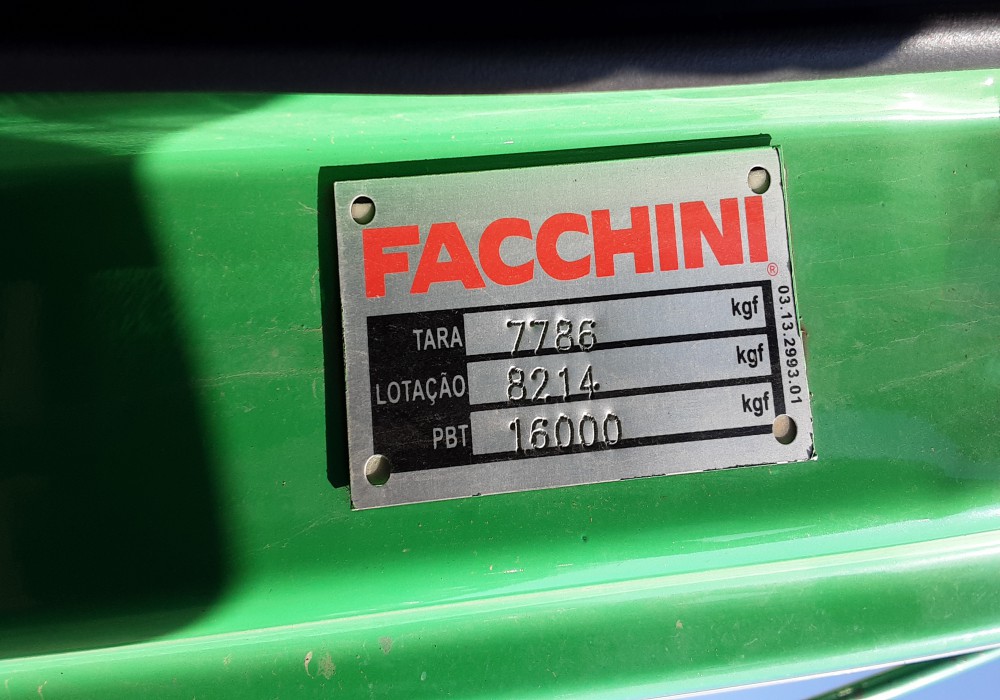 FACCHINI®
TARA 7786 kgf
LOTAÇÃO 8214 kgf
PBT 16000 kgf
03.13.2993.01